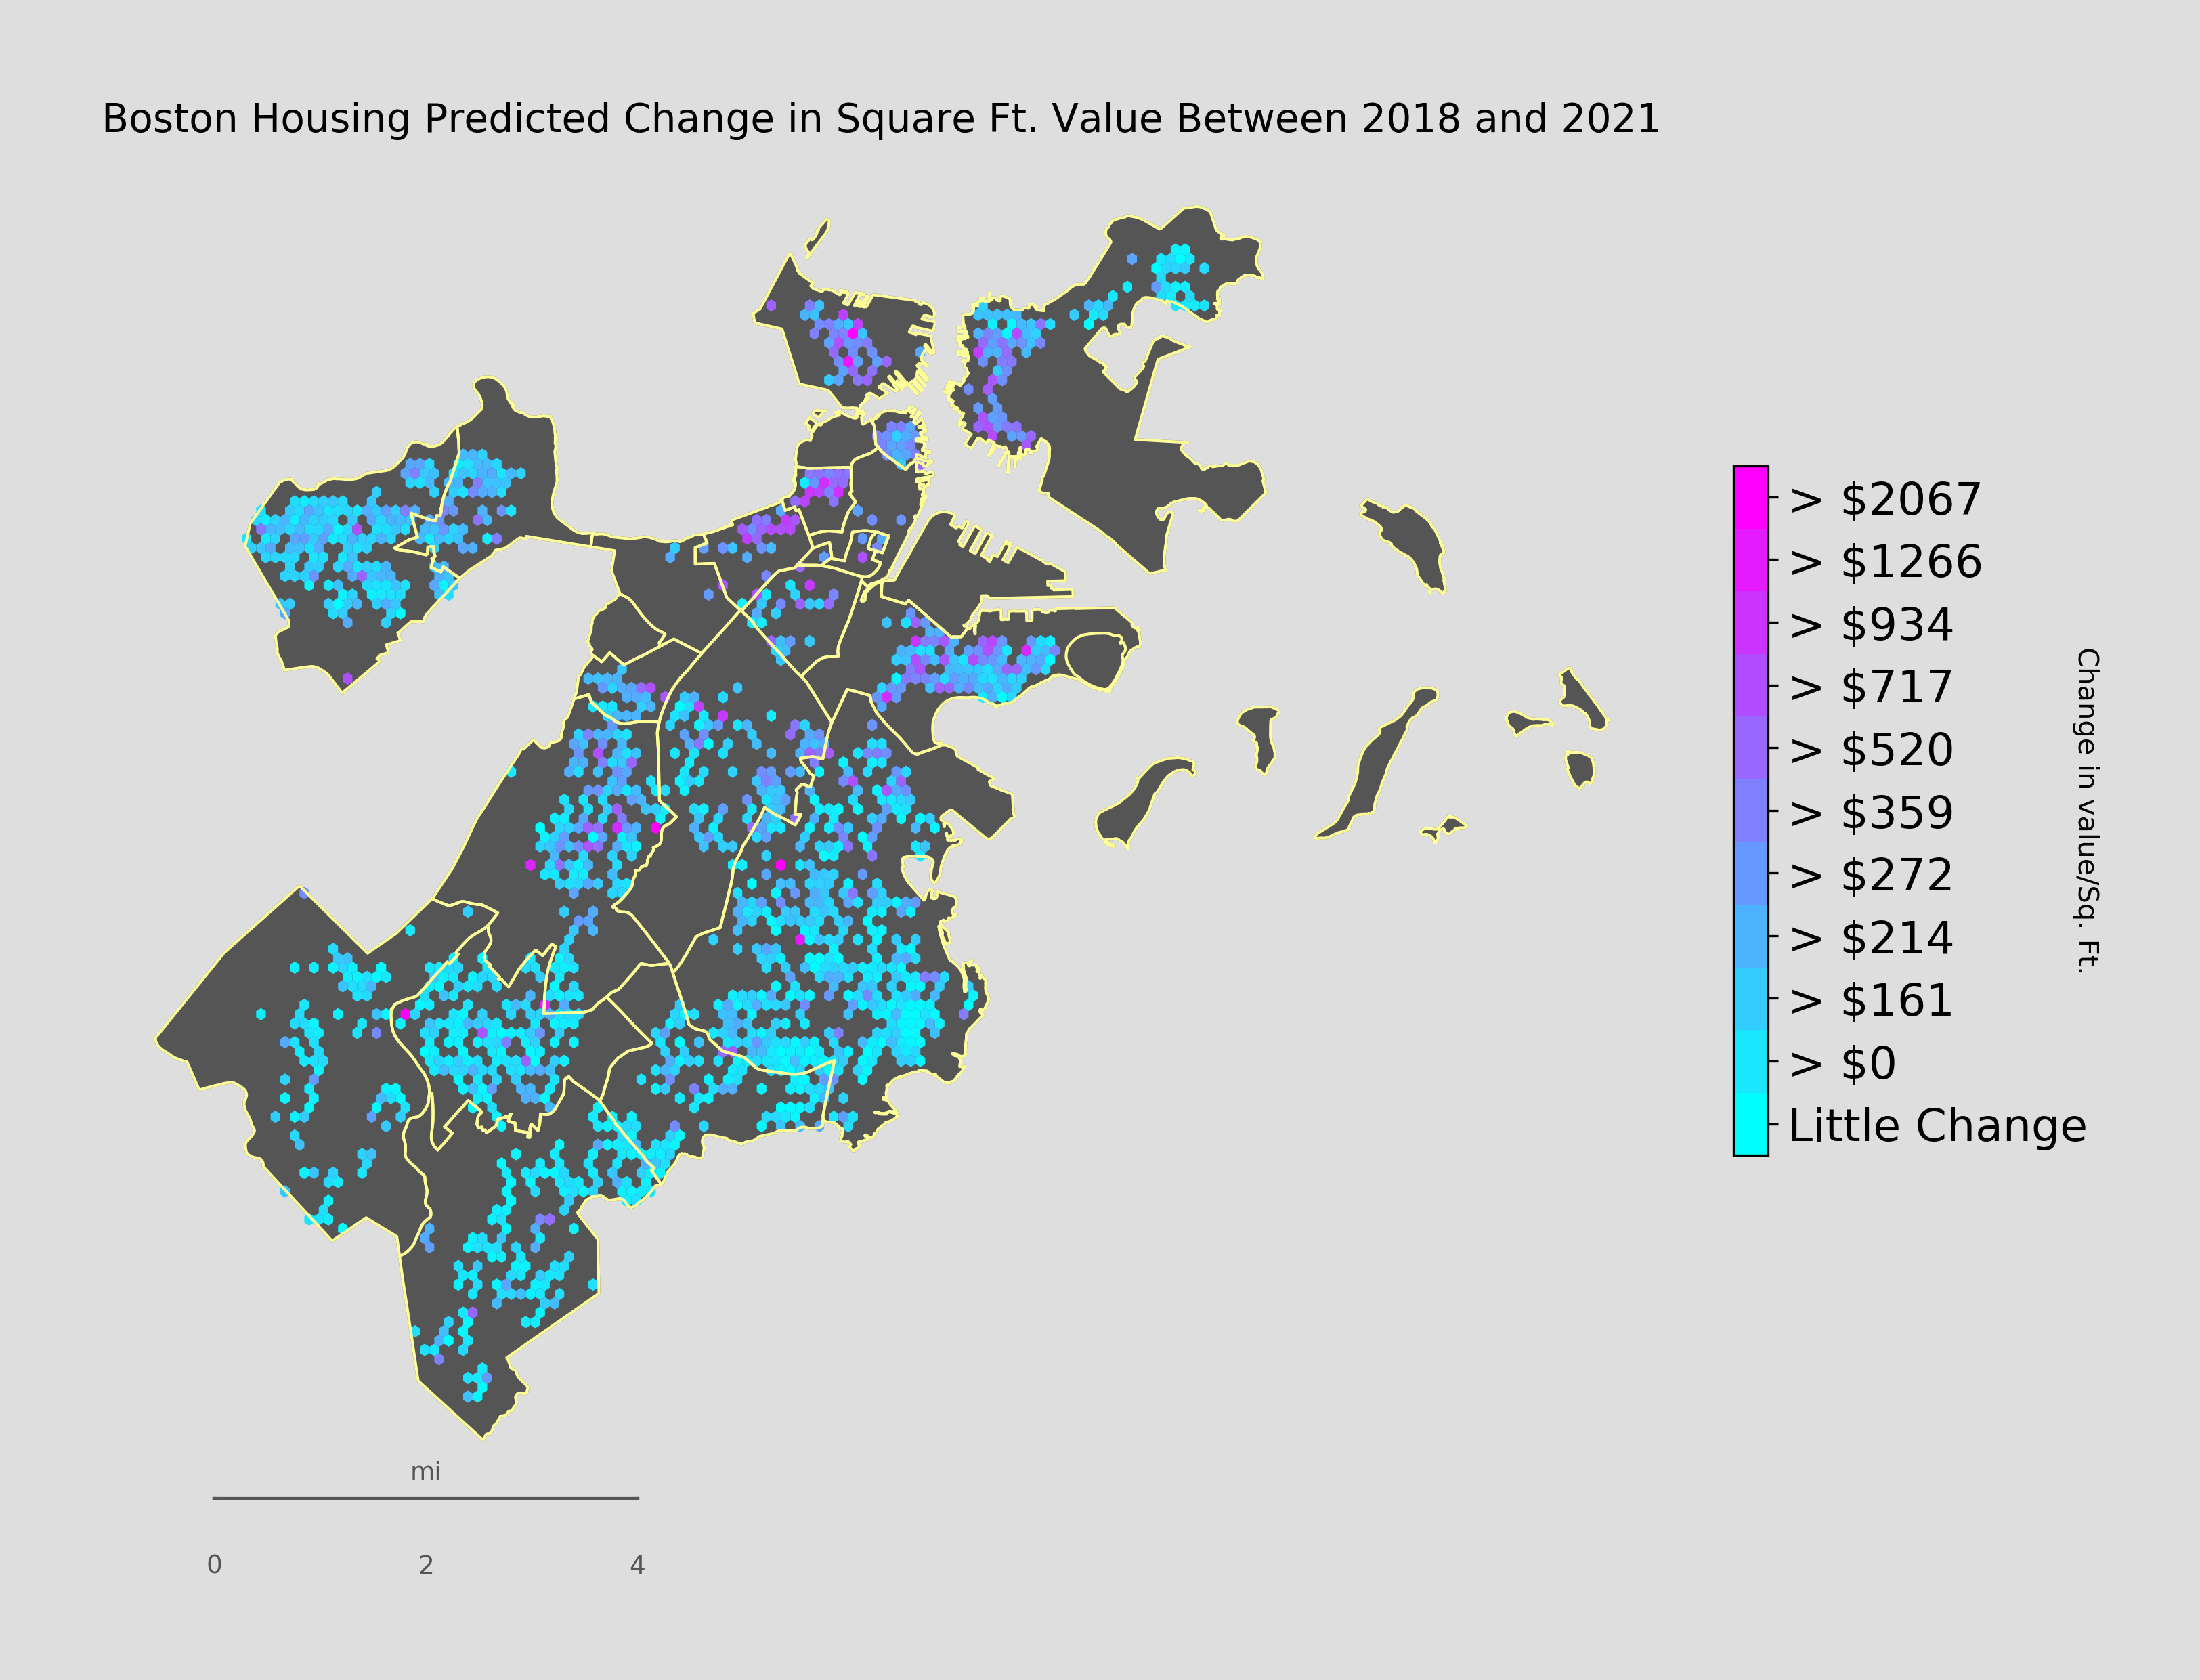 Boston Housing Predicted Change in Square Ft. Value Between 2018 and 2021
> $2067
> $1266
> $934
> $717
> $520
> $359
> $272
> $214
> $161
> $0
Little Change
Change in value/Sq. Ft.
mi
0 2 4